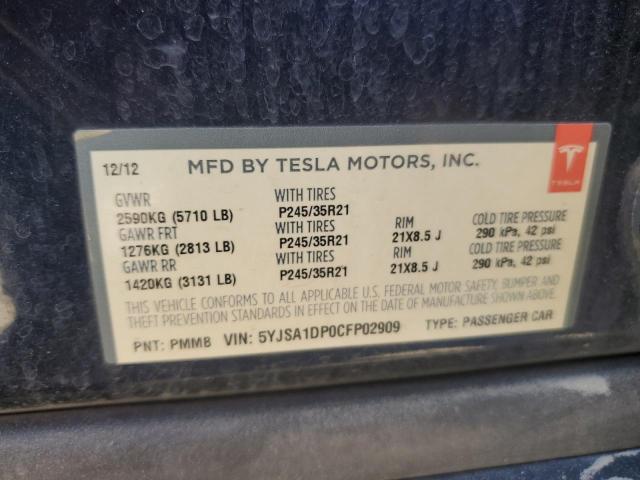 12/12 MFD BY TESLA MOTORS, INC.
TESLA
GVWR WITH TIRES
2590KG (5710 LB) P245/35R21
GAWR FRT WITH TIRES RIM COLD TIRE PRESSURE
1276KG (2813 LB) P245/35R21 21X8.5 J 290 kPa, 42 psi
GAWR RR WITH TIRES RIM COLD TIRE PRESSURE
1420KG (3131 LB) P245/35R21 21X8.5 J 290 kPa, 42 psi
THIS VEHICLE CONFORMS TO ALL APPLICABLE U.S. FEDERAL MOTOR SAFETY, BUMPER AND
THEFT PREVENTION STANDARDS IN EFFECT ON THE DATE OF MANUFACTURE SHOWN ABOVE.
PNT: PMMB VIN: 5YJSA1DP0CFP02909 TYPE: PASSENGER CAR